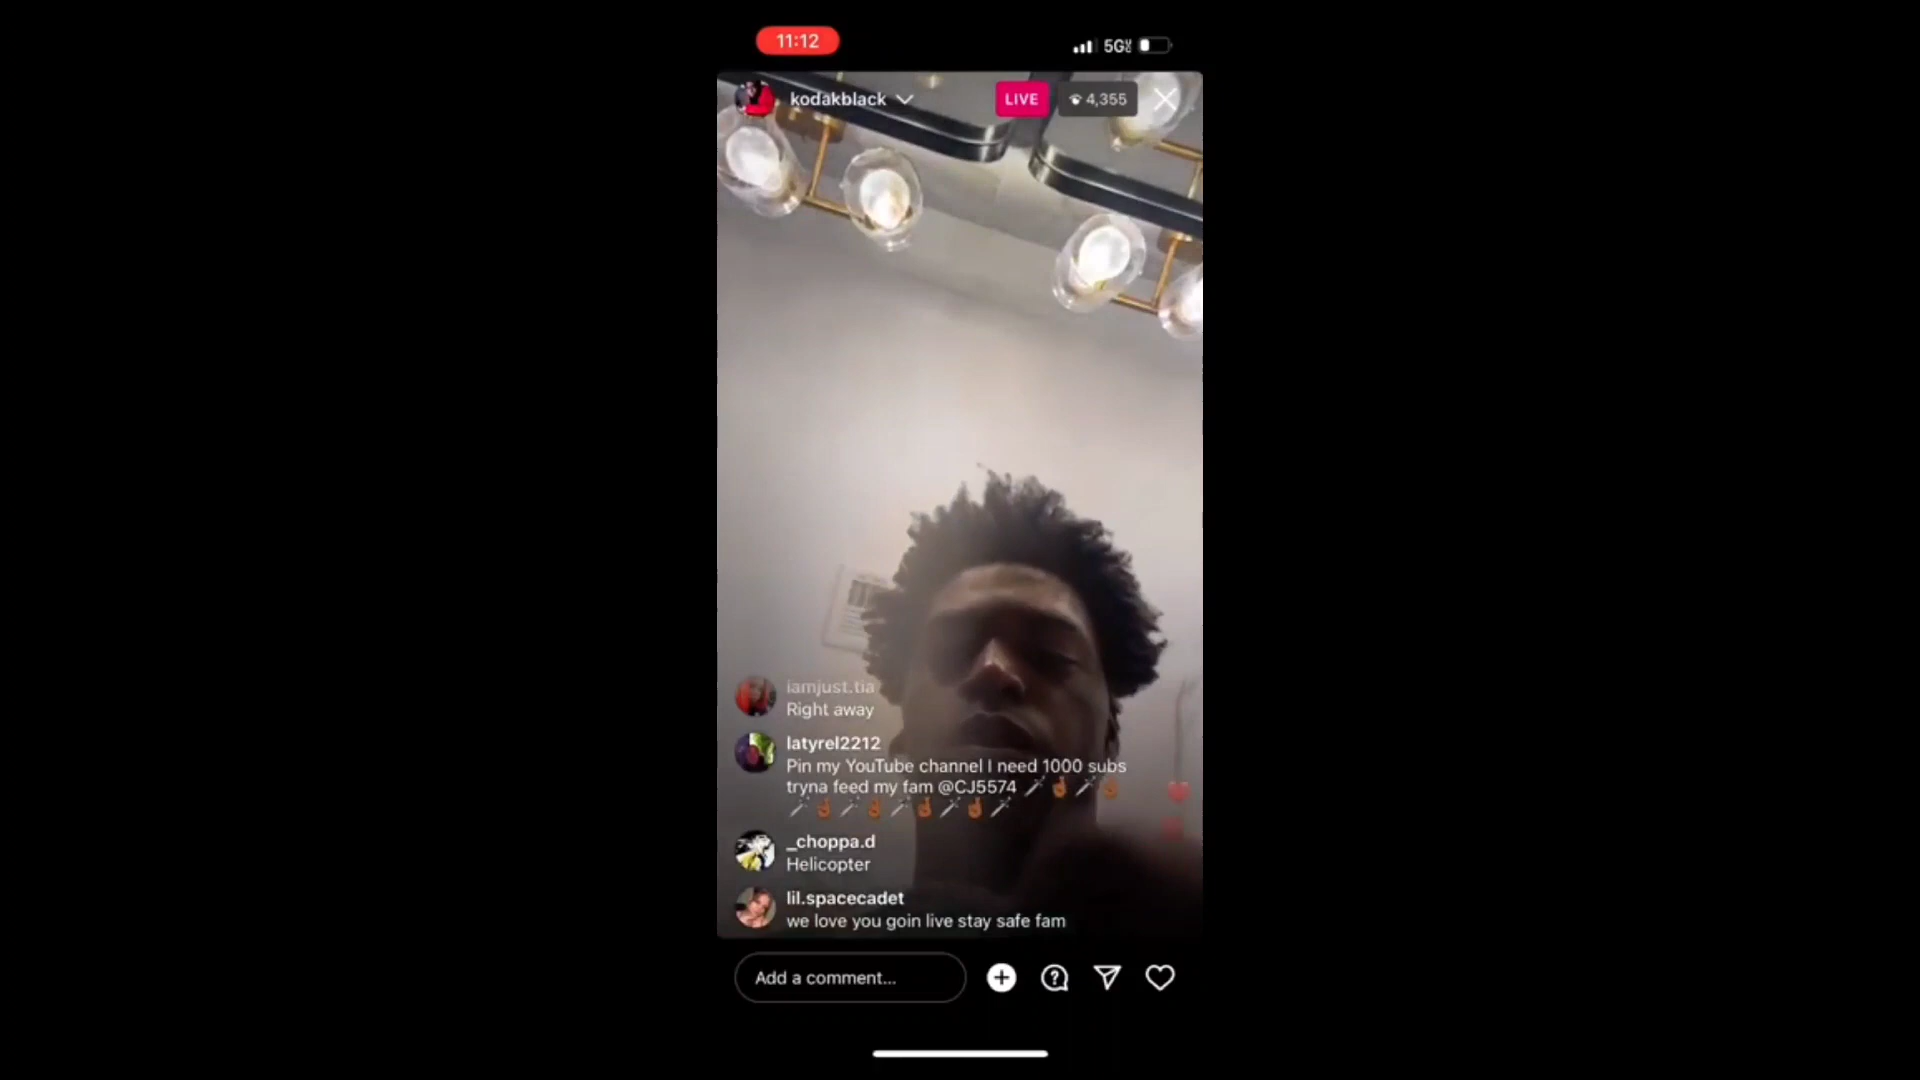 11:12
5G
kodakblack
LIVE
4,355
iamjust.tia
Right away
latyrel2212
Pin my YouTube channel I need 1000 subs
tryna feed my fam @CJ5574 🗡🤞🏾🗡🤞🏾
🗡🤞🏾🗡🤞🏾🗡🤞🏾🗡🤞🏾🗡
_choppa.d
Helicopter
lil.spacecadet
we love you goin live stay safe fam
Add a comment...